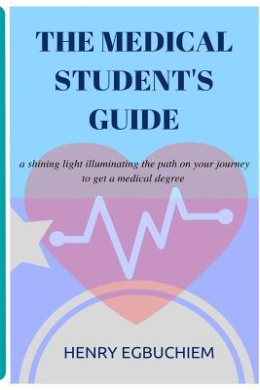 THE MEDICAL
STUDENT'S
GUIDE
a shining light illuminating the path on your journey
to get a medical degree
HENRY EGBUCHIEM